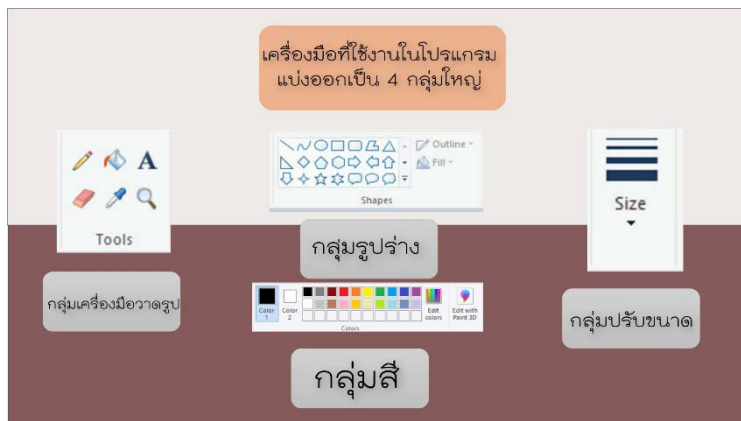 เครื่องมือที่ใช้งานในโปรแกรม
แบ่งออกเป็น 4 กลุ่มใหญ่
A
Tools
กลุ่มเครื่องมือวาดรูป
Outline
Fill
Shapes
กลุ่มรูปร่าง
Color
1
Color
2
Edit
colors
Edit with
Paint 3D
Colors
กลุ่มสี
Size
กลุ่มปรับขนาด